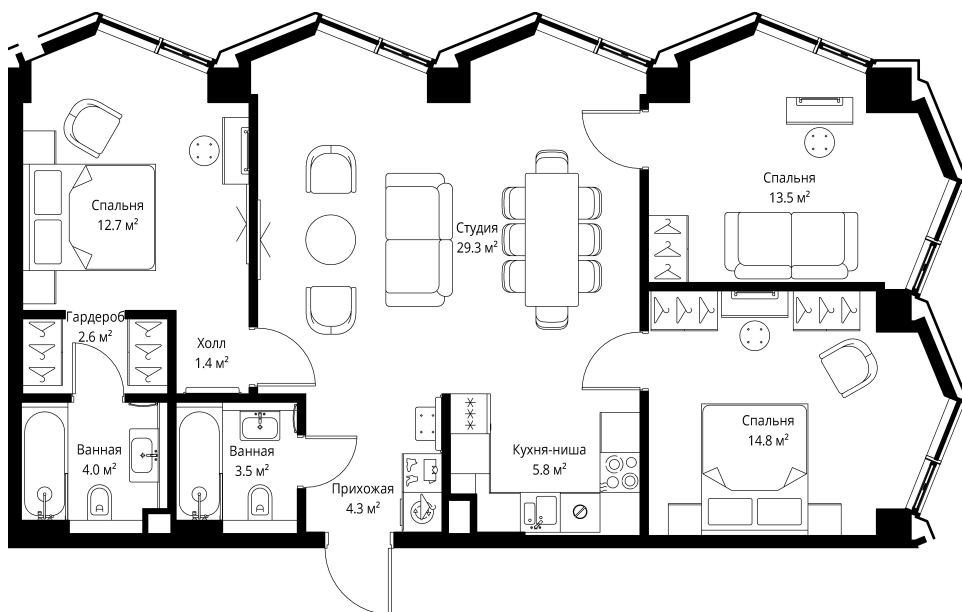 Спальня
12.7 м²
Студия
29.3 м²
Спальня
13.5 м²
Гардероб
2.6 м²
Холл
1.4 м²
Ванная
4.0 м²
Ванная
3.5 м²
Прихожая
4.3 м²
Кухня-ниша
5.8 м²
Спальня
14.8 м²